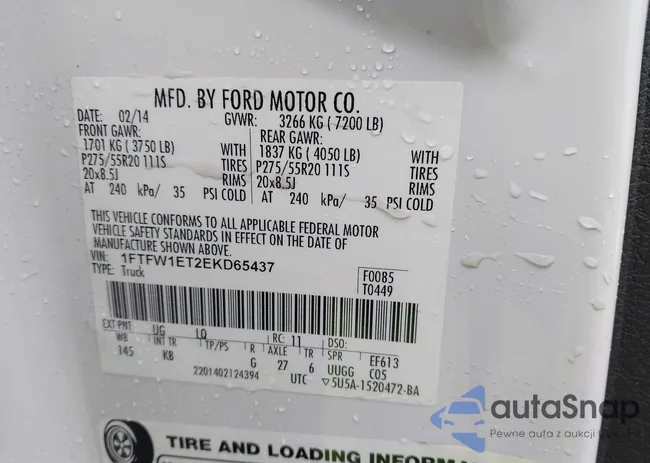 MFD. BY FORD MOTOR CO.
DATE: 02/14 GVWR: 3266 KG ( 7200 LB)
FRONT GAWR: REAR GAWR:
1701 KG ( 3750 LB) WITH 1837 KG ( 4050 LB) WITH
P275/55R20 111S TIRES P275/55R20 111S TIRES
20x8.5J RIMS 20x8.5J RIMS
AT 240 kPa/ 35 PSI COLD AT 240 kPa/ 35 PSI COLD
THIS VEHICLE CONFORMS TO ALL APPLICABLE FEDERAL MOTOR
VEHICLE SAFETY STANDARDS IN EFFECT ON THE DATE OF
MANUFACTURE SHOWN ABOVE.
VIN: 1FTFW1ET2EKD65437 F0085
TYPE: Truck T0449
EXT PNT: UG LQ RC: 11 DSO:
WB INT TR TP/PS R AXLE TR SPR EF613
145 KB G 27 6 UUGG C05
2201402124394 UTC ▽5U5A-1520472-BA
TIRE AND LOADING INFORMA
autaSnap
Pewne auta z aukcji